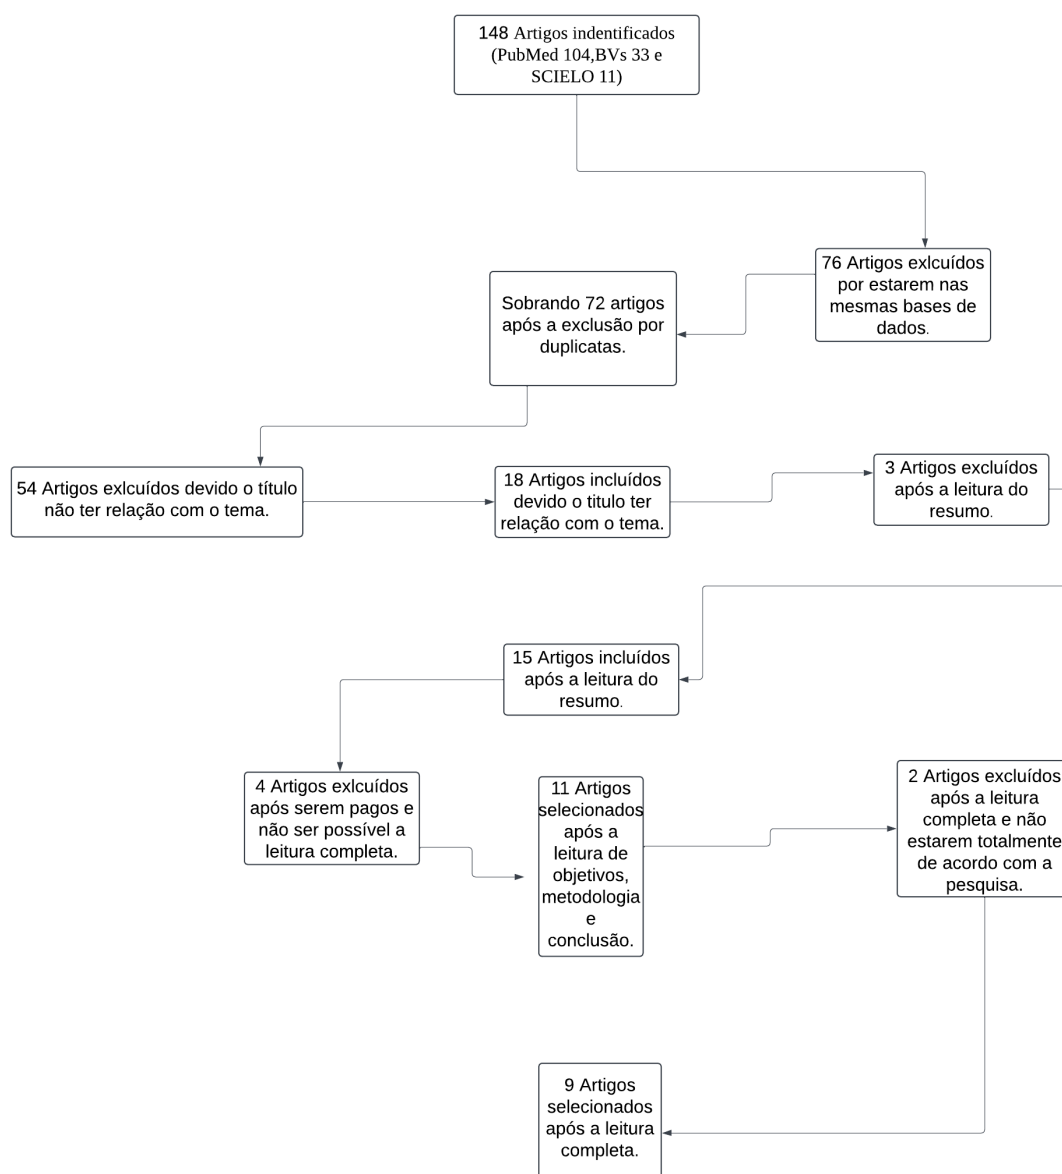 148 Artigos indentificados
(PubMed 104,BVs 33 e
SCIELO 11)
76 Artigos exlcuídos
por estarem nas
mesmas bases de
dados.
Sobrando 72 artigos
após a exclusão por
duplicatas.
54 Artigos exlcuídos devido o título
não ter relação com o tema.
18 Artigos incluídos
devido o titulo ter
relação com o tema.
3 Artigos excluídos
após a leitura do
resumo.
15 Artigos incluídos
após a leitura do
resumo.
4 Artigos exlcuídos
após serem pagos e
não ser possível a
leitura completa.
11 Artigos
selecionados
após a
leitura de
objetivos,
metodologia
e
conclusão.
2 Artigos excluídos
após a leitura
completa e não
estarem totalmente
de acordo com a
pesquisa.
9 Artigos
selecionados
após a leitura
completa.